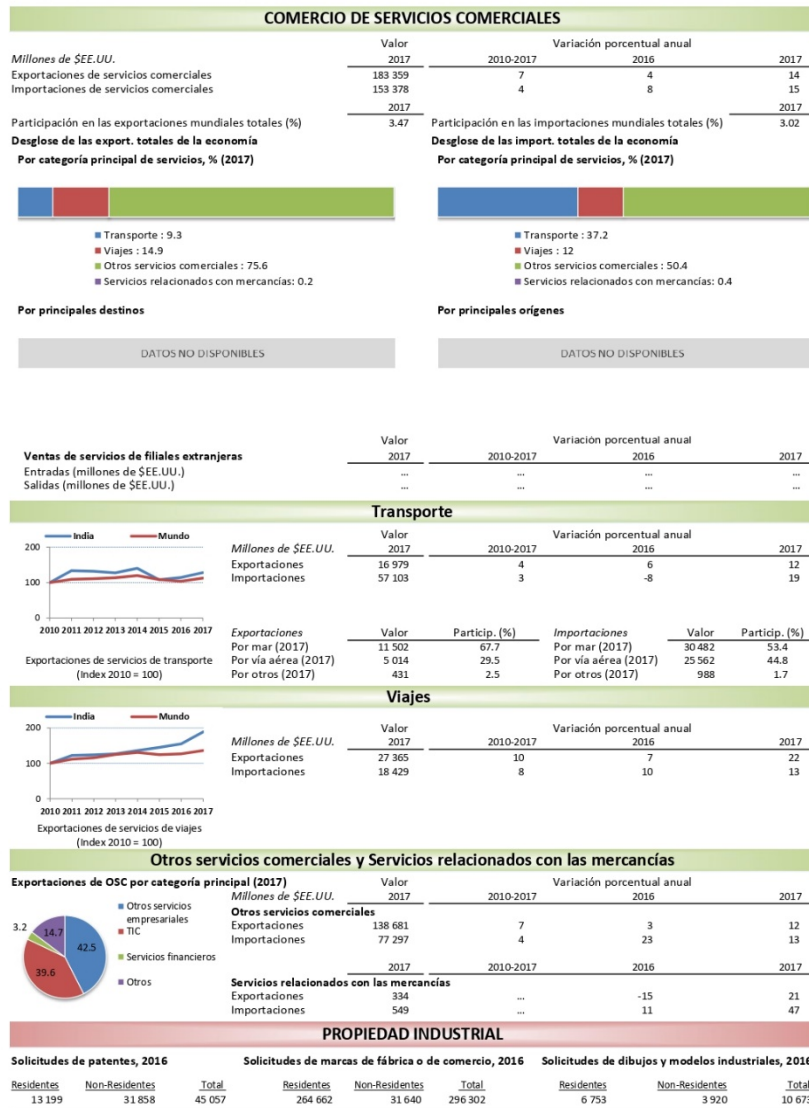 COMERCIO DE SERVICIOS COMERCIALES
Valor Variación porcentual anual
Millones de $EE.UU. 2017 2010-2017 2016 2017
Exportaciones de servicios comerciales 183 359 7 4 14
Importaciones de servicios comerciales 153 378 4 8 15
2017 2017
Participación en las exportaciones mundiales totales (%) 3.47 Participación en las importaciones mundiales totales (%) 3.02
Desglose de las export. totales de la economía Desglose de las import. totales de la economía
Por categoría principal de servicios, % (2017) Por categoría principal de servicios, % (2017)
Transporte : 9.3 Transporte : 37.2
Viajes : 14.9 Viajes : 12
Otros servicios comerciales : 75.6 Otros servicios comerciales : 50.4
Servicios relacionados con mercancías: 0.2 Servicios relacionados con mercancías: 0.4
Por principales destinos Por principales orígenes
DATOS NO DISPONIBLES DATOS NO DISPONIBLES
Valor Variación porcentual anual
Ventas de servicios de filiales extranjeras 2017 2010-2017 2016 2017
Entradas (millones de $EE.UU.) ... ... ... ...
Salidas (millones de $EE.UU.) ... ... ... ...
Transporte
India Mundo
200
100
0
2010 2011 2012 2013 2014 2015 2016 2017
Exportaciones de servicios de transporte
(Index 2010 = 100)
Valor Variación porcentual anual
Millones de $EE.UU. 2017 2010-2017 2016 2017
Exportaciones 16 979 4 6 12
Importaciones 57 103 3 -8 19
Exportaciones Valor Particip. (%) Importaciones Valor Particip. (%)
Por mar (2017) 11 502 67.7 Por mar (2017) 30 482 53.4
Por vía aérea (2017) 5 014 29.5 Por vía aérea (2017) 25 562 44.8
Por otros (2017) 431 2.5 Por otros (2017) 988 1.7
Viajes
India Mundo
200
100
0
2010 2011 2012 2013 2014 2015 2016 2017
Exportaciones de servicios de viajes
(Index 2010 = 100)
Valor Variación porcentual anual
Millones de $EE.UU. 2017 2010-2017 2016 2017
Exportaciones 27 365 10 7 22
Importaciones 18 429 8 10 13
Otros servicios comerciales y Servicios relacionados con las mercancías
Exportaciones de OSC por categoría principal (2017)
3.2 14.7 42.5 39.6
Otros servicios
empresariales
TIC
Servicios financieros
Otros
Valor Variación porcentual anual
Millones de $EE.UU. 2017 2010-2017 2016 2017
Otros servicios comerciales
Exportaciones 138 681 7 3 12
Importaciones 77 297 4 23 13
2017 2010-2017 2016 2017
Servicios relacionados con las mercancías
Exportaciones 334 ... -15 21
Importaciones 549 ... 11 47
PROPIEDAD INDUSTRIAL
Solicitudes de patentes, 2016 Solicitudes de marcas de fábrica o de comercio, 2016 Solicitudes de dibujos y modelos industriales, 2016
Residentes Non-Residentes Total Residentes Non-Residentes Total Residentes Non-Residentes Total
13 199 31 858 45 057 264 662 31 640 296 302 6 753 3 920 10 673